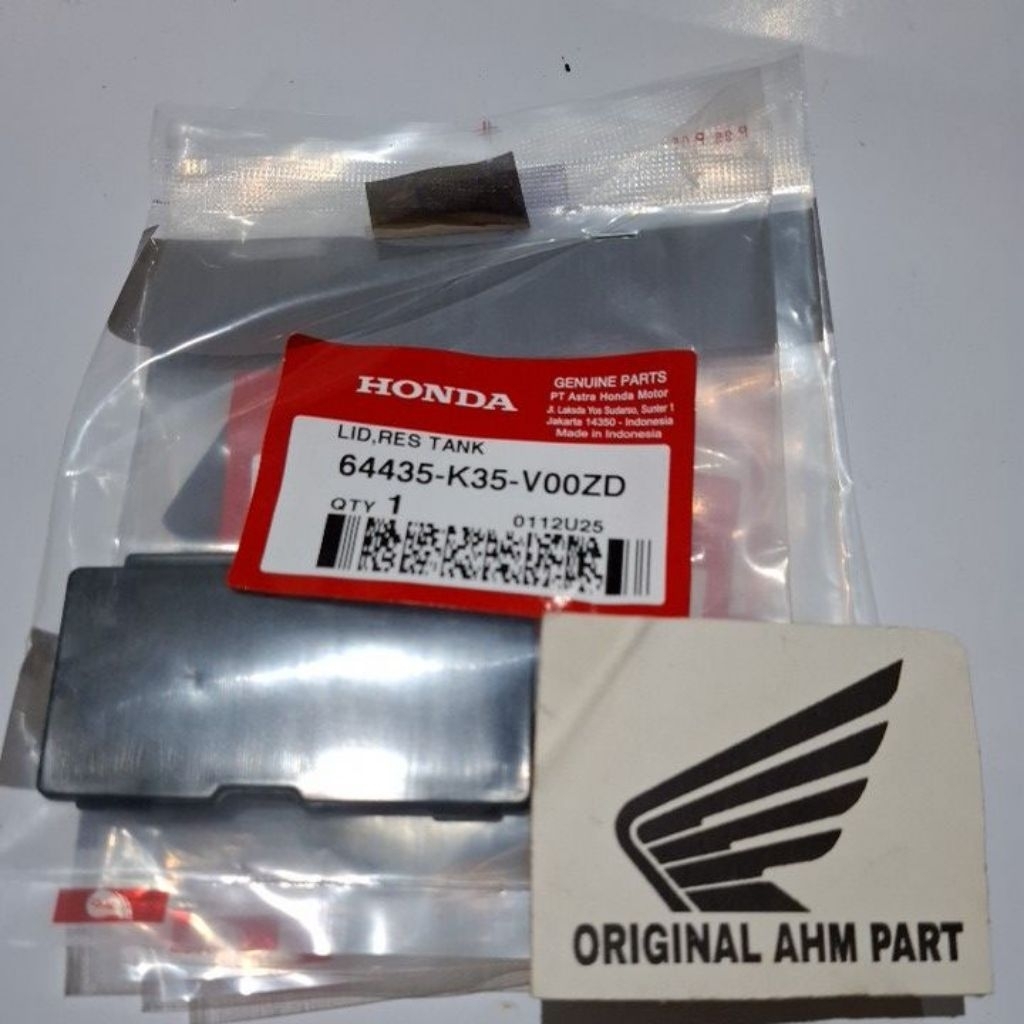 HONDA
GENUINE PARTS
PT Astra Honda Motor
Jl. Laksda Yos Sudarso, Sunter 1
Jakarta 14350 - Indonesia
Made in Indonesia
LID,RES TANK
64435-K35-V00ZD
QTY 1
0112U25
ORIGINAL AHM PART